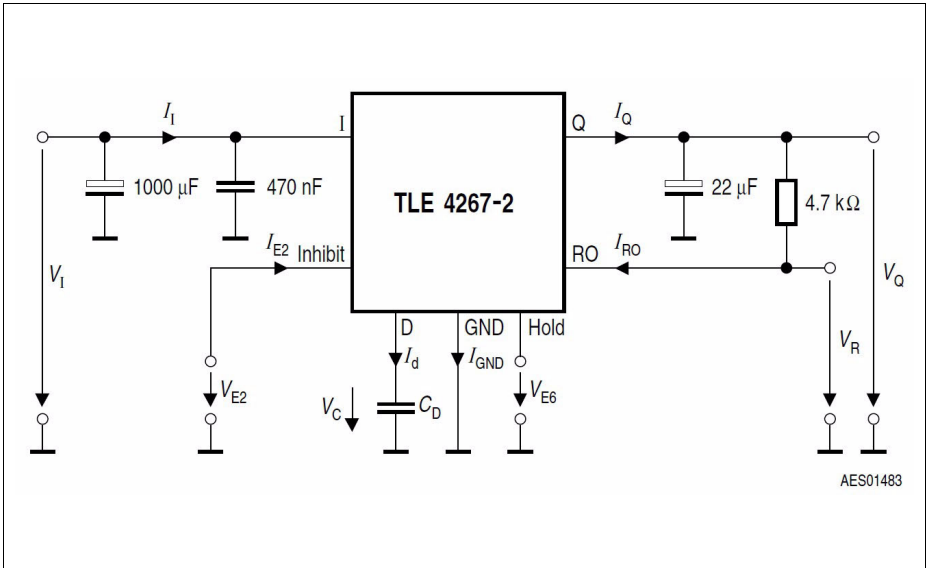 I_I
I
Q
I_Q
1000 µF
470 nF
TLE 4267-2
22 µF
4.7 kΩ
I_E2
Inhibit
RO
I_RO
V_I
V_Q
D
GND
Hold
V_R
I_d
I_GND
V_E2
V_C
C_D
V_E6
AES01483